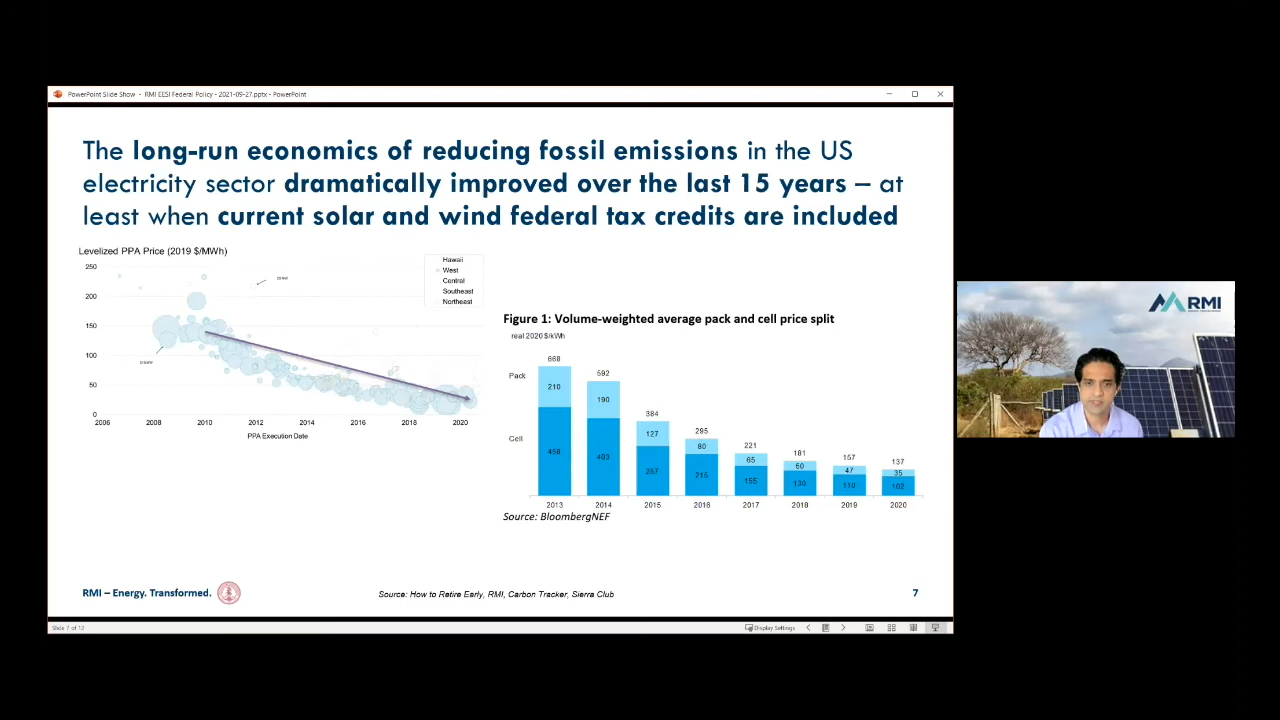 PowerPoint Slide Show - RMI EESI Federal Policy - 2021-09-27.pptx - PowerPoint
The long-run economics of reducing fossil emissions in the US
electricity sector dramatically improved over the last 15 years – at
least when current solar and wind federal tax credits are included
Levelized PPA Price (2019 $/MWh)
250
200
150
100
50
0
2006 2008 2010 2012 2014 2016 2018 2020
PPA Execution Date
Hawaii
West
Central
Southeast
Northeast
Figure 1: Volume-weighted average pack and cell price split
real 2020 $/kWh
Pack
Cell
668 592 384 295 221 181 157 137
210 190 127 80 65 50 47 35
458 403 257 215 155 130 110 102
2013 2014 2015 2016 2017 2018 2019 2020
Source: BloombergNEF
RMI – Energy. Transformed.
Source: How to Retire Early, RMI, Carbon Tracker, Sierra Club
7
Slide 7 of 12
Display Settings
RMI